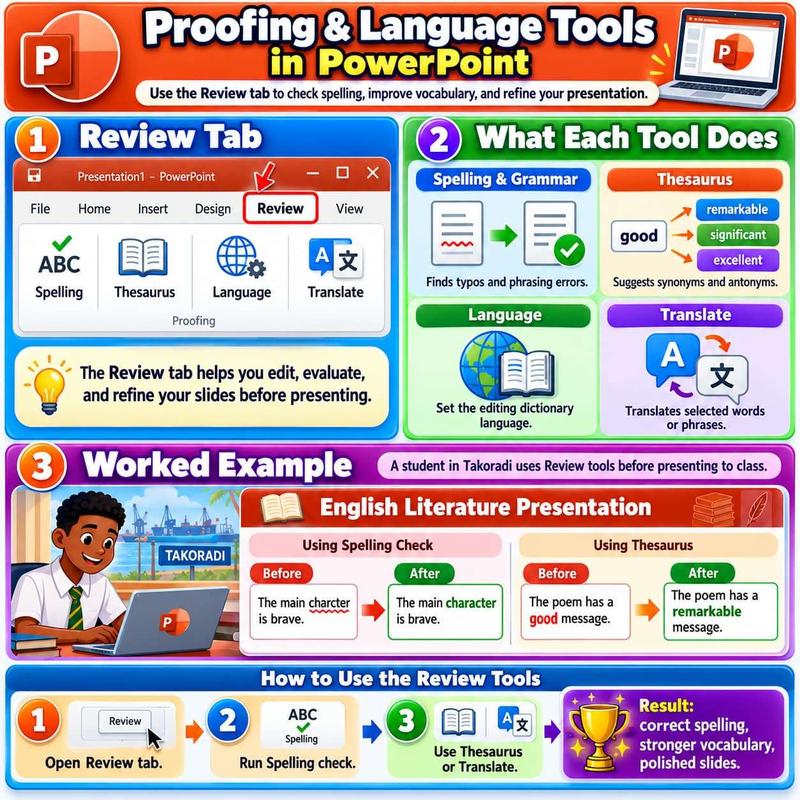 P
Proofing & Language Tools
in PowerPoint
Use the Review tab to check spelling, improve vocabulary, and refine your presentation.
P
1 Review Tab
Presentation1 - PowerPoint
File Home Insert Design Review View
ABC
Spelling
Thesaurus
Language
A 文
Translate
Proofing
The Review tab helps you edit, evaluate,
and refine your slides before presenting.
2 What Each Tool Does
Spelling & Grammar
Finds typos and phrasing errors.
Thesaurus
good
remarkable
significant
excellent
Suggests synonyms and antonyms.
Language
Set the editing dictionary
language.
Translate
A 文
Translates selected words
or phrases.
3 Worked Example
A student in Takoradi uses Review tools before presenting to class.
TAKORADI
P
English Literature Presentation
Using Spelling Check
Before
The main charcter
is brave.
After
The main character
is brave.
Using Thesaurus
Before
The poem has a
good message.
After
The poem has a
remarkable
message.
How to Use the Review Tools
1
Review
Open Review tab.
2
ABC
Spelling
Run Spelling check.
3
A 文
Use Thesaurus
or Translate.
Result:
correct spelling,
stronger vocabulary,
polished slides.